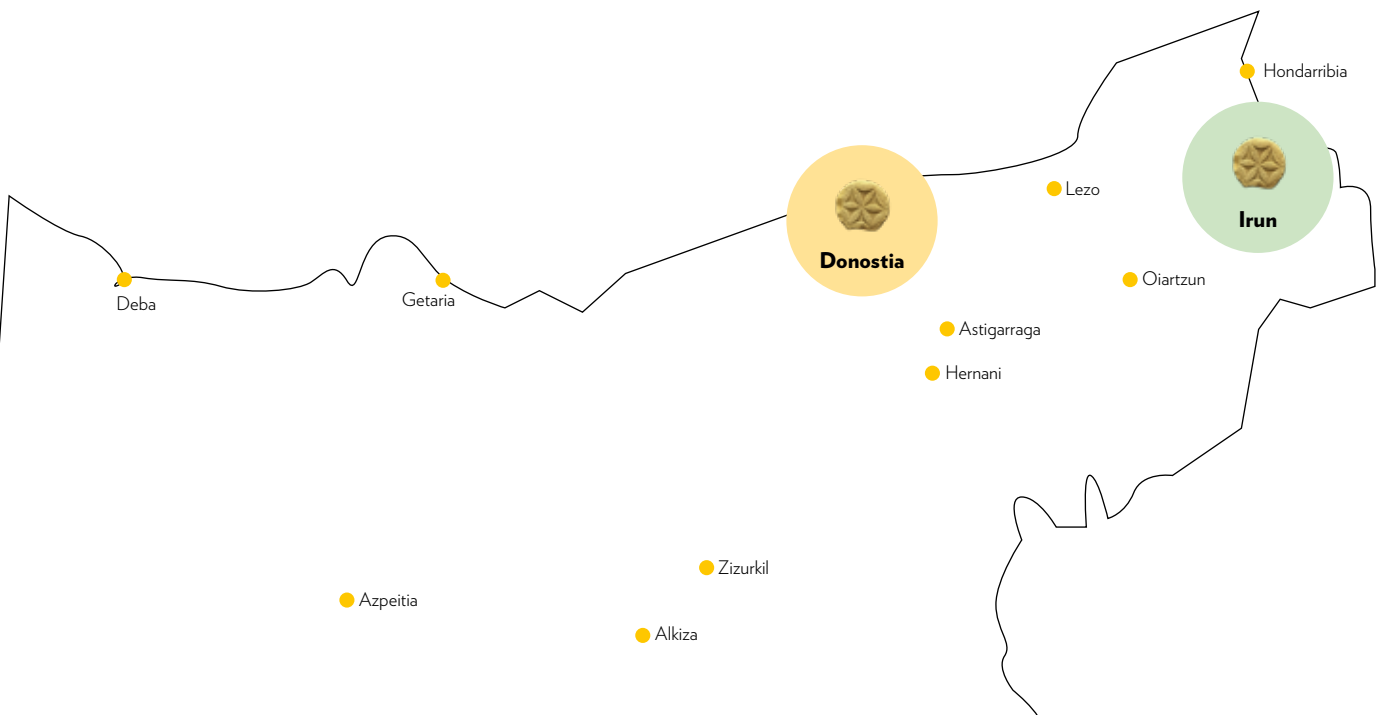 Hondarribia
Lezo
Irun
Donostia
Oiartzun
Deba
Getaria
Astigarraga
Hernani
Zizurkil
Azpeitia
Alkiza